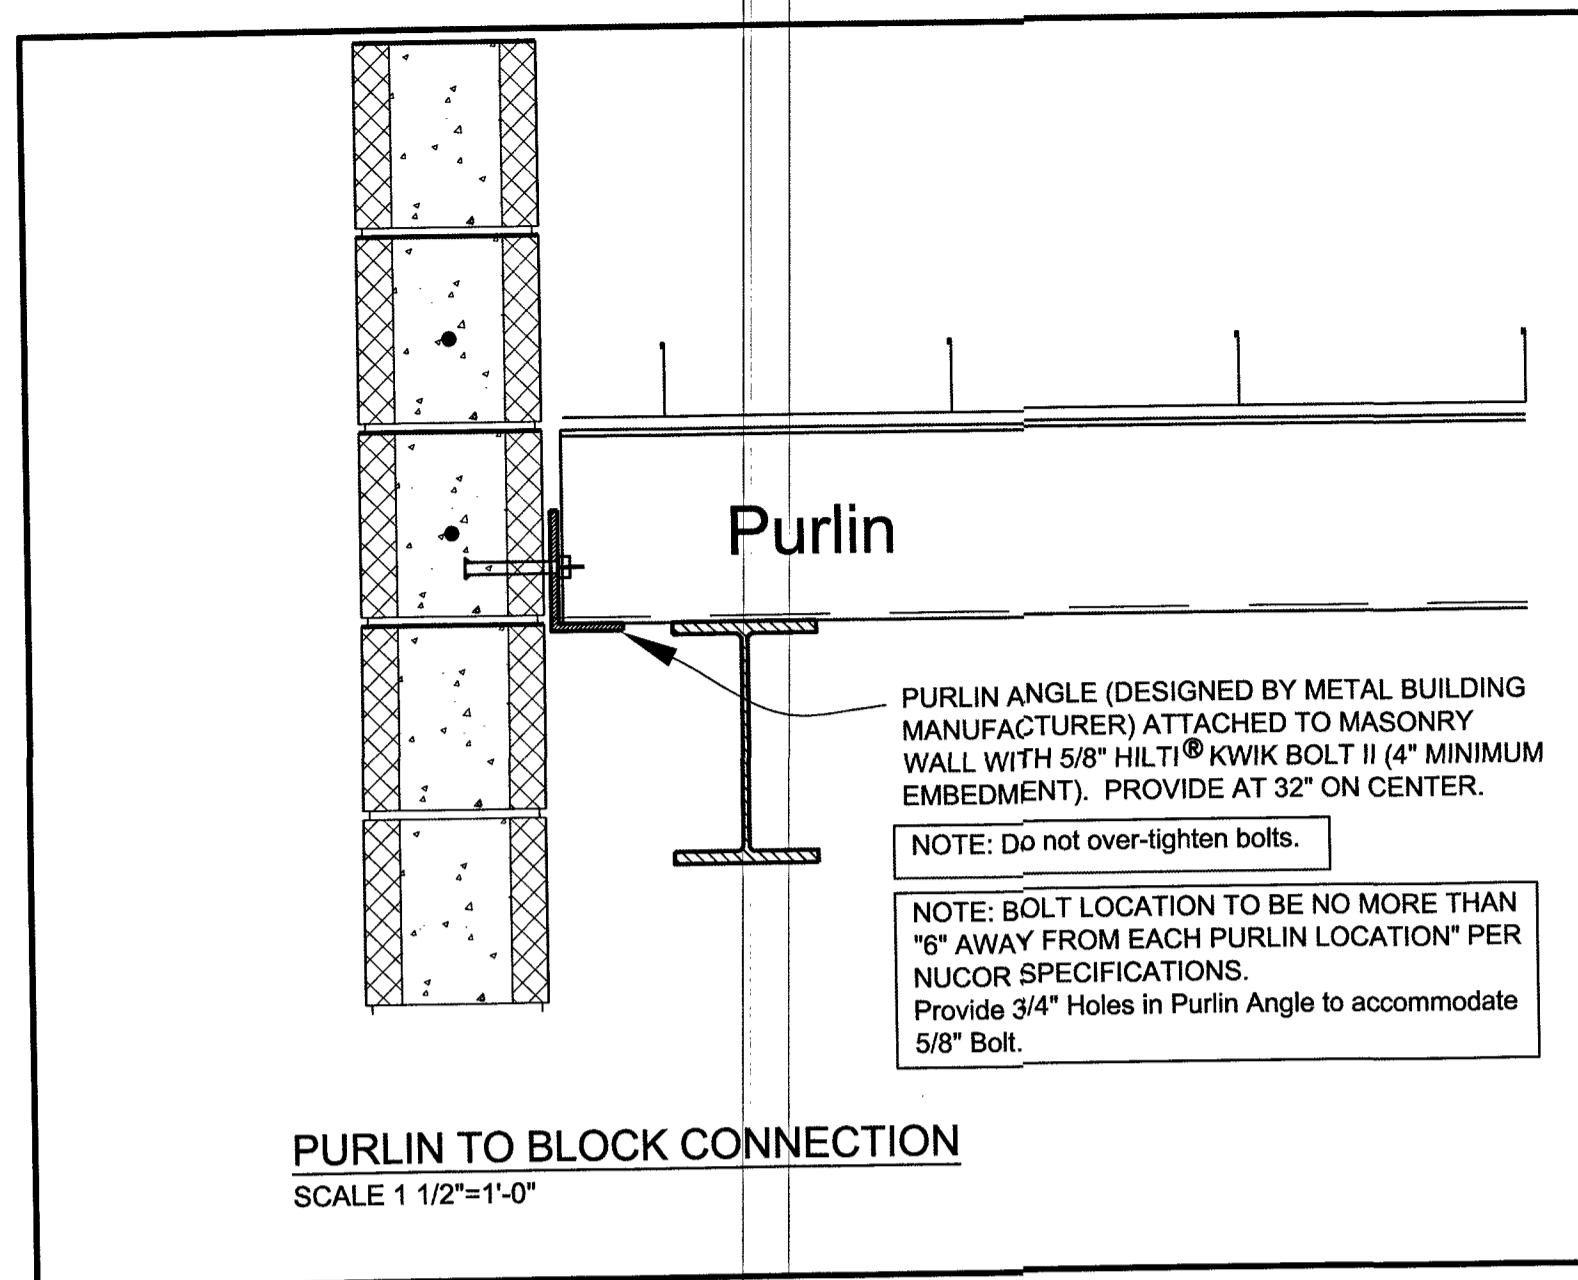 Purlin
PURLIN ANGLE (DESIGNED BY METAL BUILDING
MANUFACTURER) ATTACHED TO MASONRY
WALL WITH 5/8" HILTI® KWIK BOLT II (4" MINIMUM
EMBEDMENT). PROVIDE AT 32" ON CENTER.
NOTE: Do not over-tighten bolts.
NOTE: BOLT LOCATION TO BE NO MORE THAN
"6" AWAY FROM EACH PURLIN LOCATION" PER
NUCOR SPECIFICATIONS.
Provide 3/4" Holes in Purlin Angle to accommodate
5/8" Bolt.
PURLIN TO BLOCK CONNECTION
SCALE 1 1/2"=1'-0"